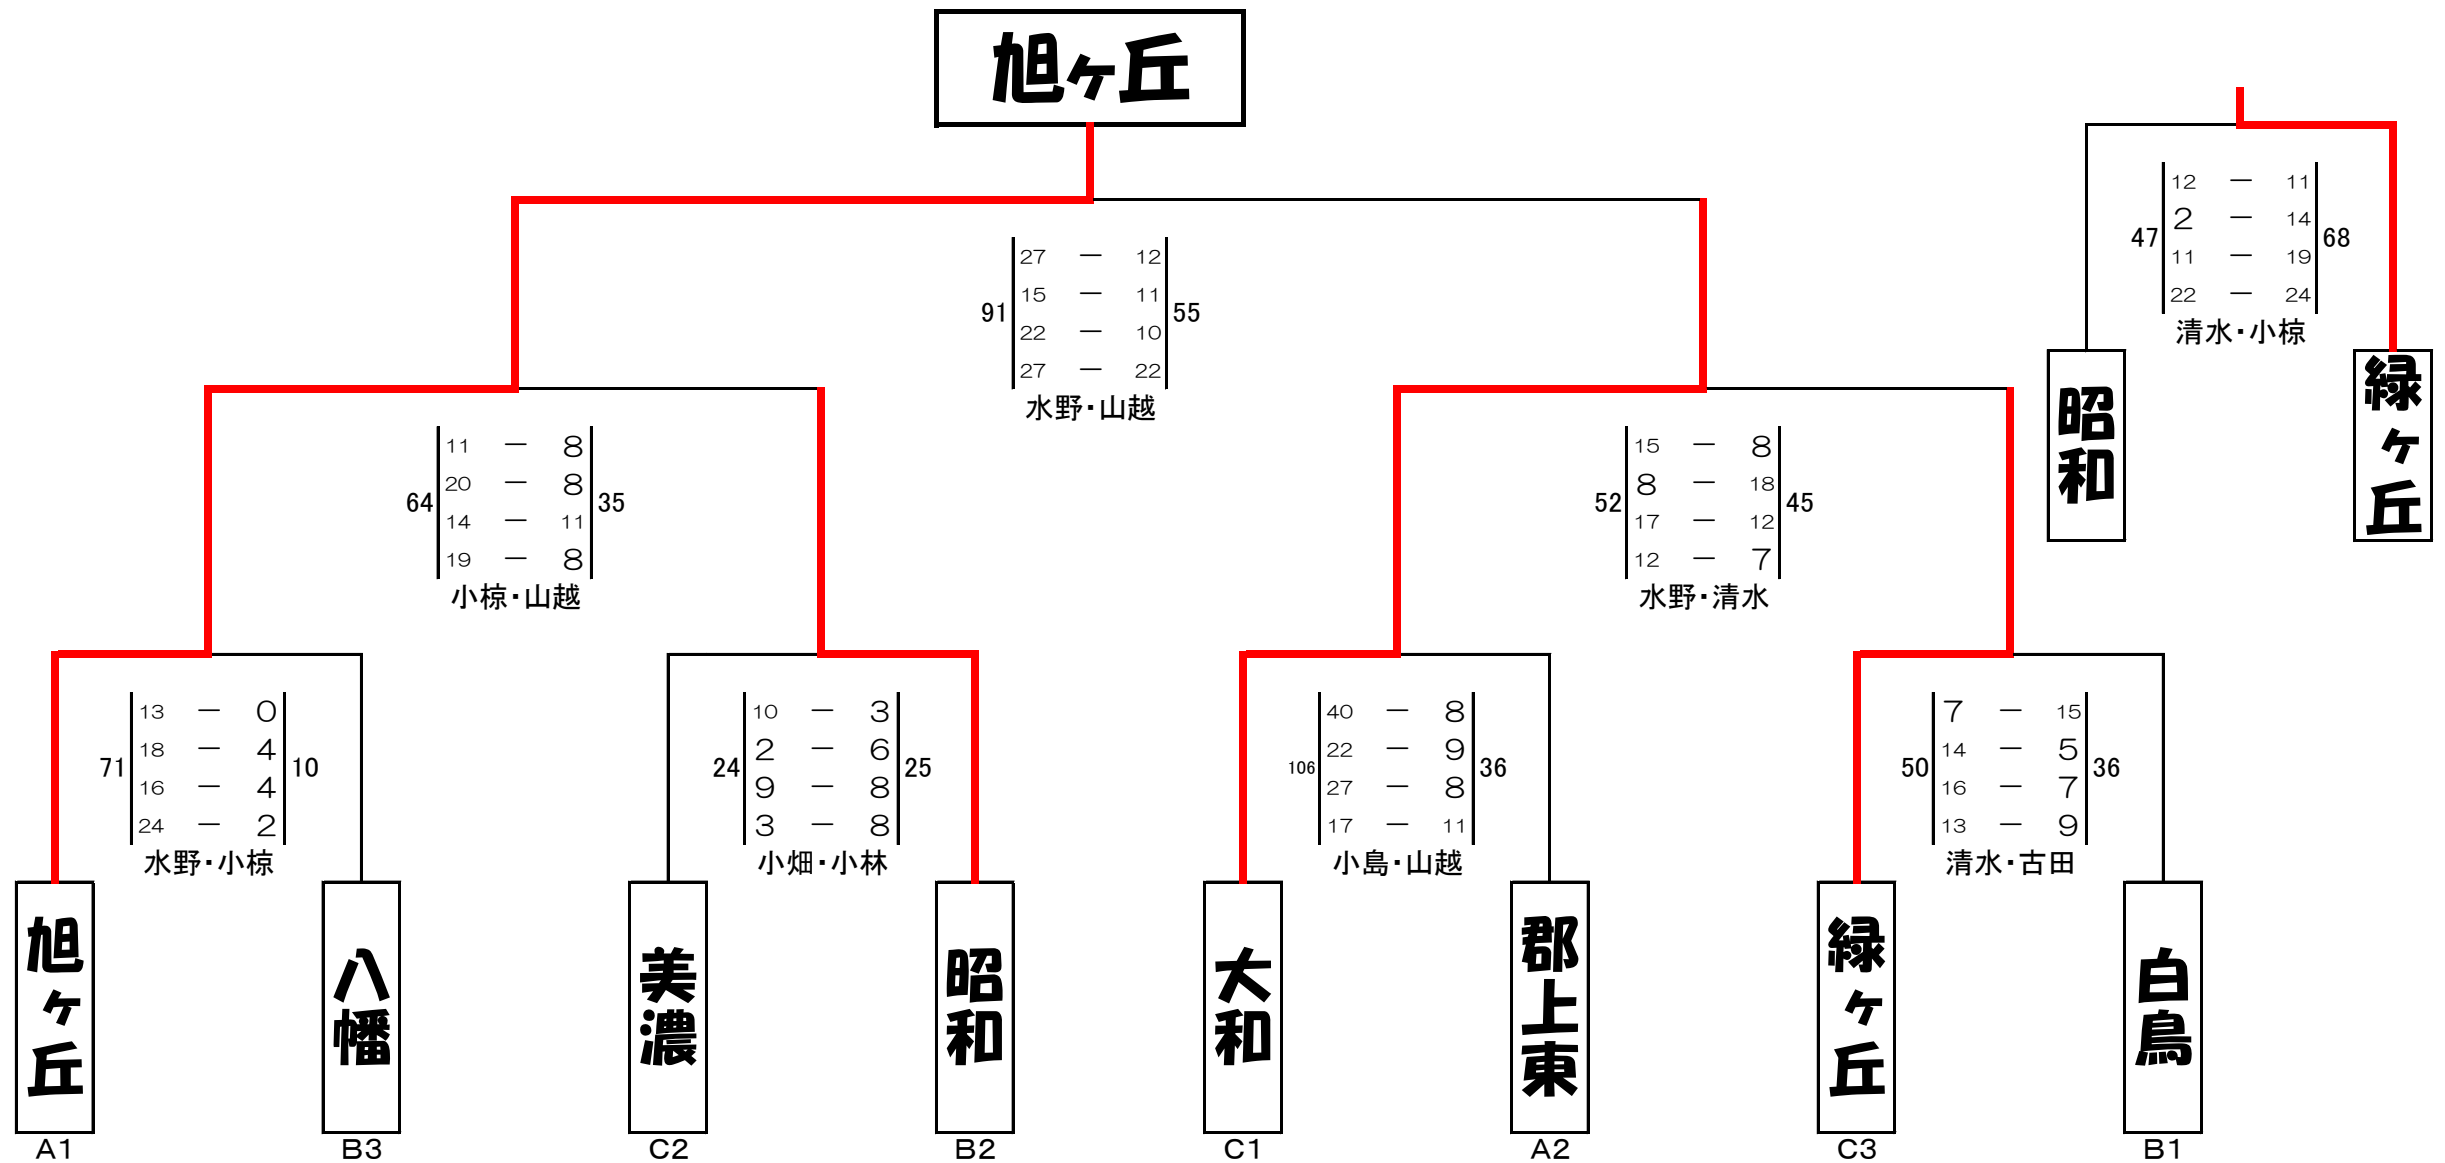 旭ヶ丘
12 － 11
2 － 14
47 68
11 － 19
22 － 24
清水・小椋
昭和
緑ヶ丘
27 － 12
15 － 11
91 55
22 － 10
27 － 22
水野・山越
11 － 8
20 － 8
64 35
14 － 11
19 － 8
小椋・山越
15 － 8
8 － 18
52 45
17 － 12
12 － 7
水野・清水
13 － 0
18 － 4
71 10
16 － 4
24 － 2
水野・小椋
10 － 3
2 － 6
24 25
9 － 8
3 － 8
小畑・小林
40 － 8
22 － 9
106 36
27 － 8
17 － 11
小島・山越
7 － 15
14 － 5
50 36
16 － 7
13 － 9
清水・古田
旭ヶ丘
八幡
美濃
昭和
大和
郡上東
緑ヶ丘
白鳥
A1 B3 C2 B2 C1 A2 C3 B1